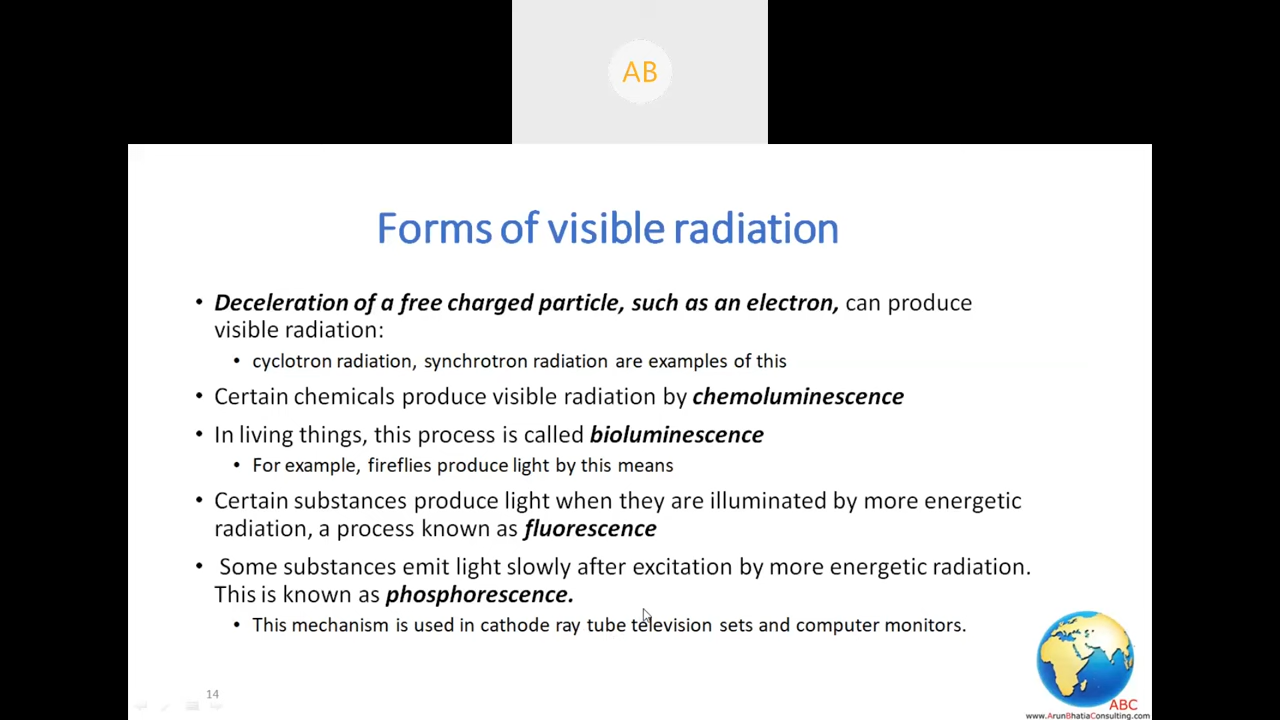 AB
Forms of visible radiation
• Deceleration of a free charged particle, such as an electron, can produce
visible radiation:
• cyclotron radiation, synchrotron radiation are examples of this
• Certain chemicals produce visible radiation by chemoluminescence
• In living things, this process is called bioluminescence
• For example, fireflies produce light by this means
• Certain substances produce light when they are illuminated by more energetic
radiation, a process known as fluorescence
• Some substances emit light slowly after excitation by more energetic radiation.
This is known as phosphorescence.
• This mechanism is used in cathode ray tube television sets and computer monitors.
14
ABC
www.ArunBhatiaConsulting.com